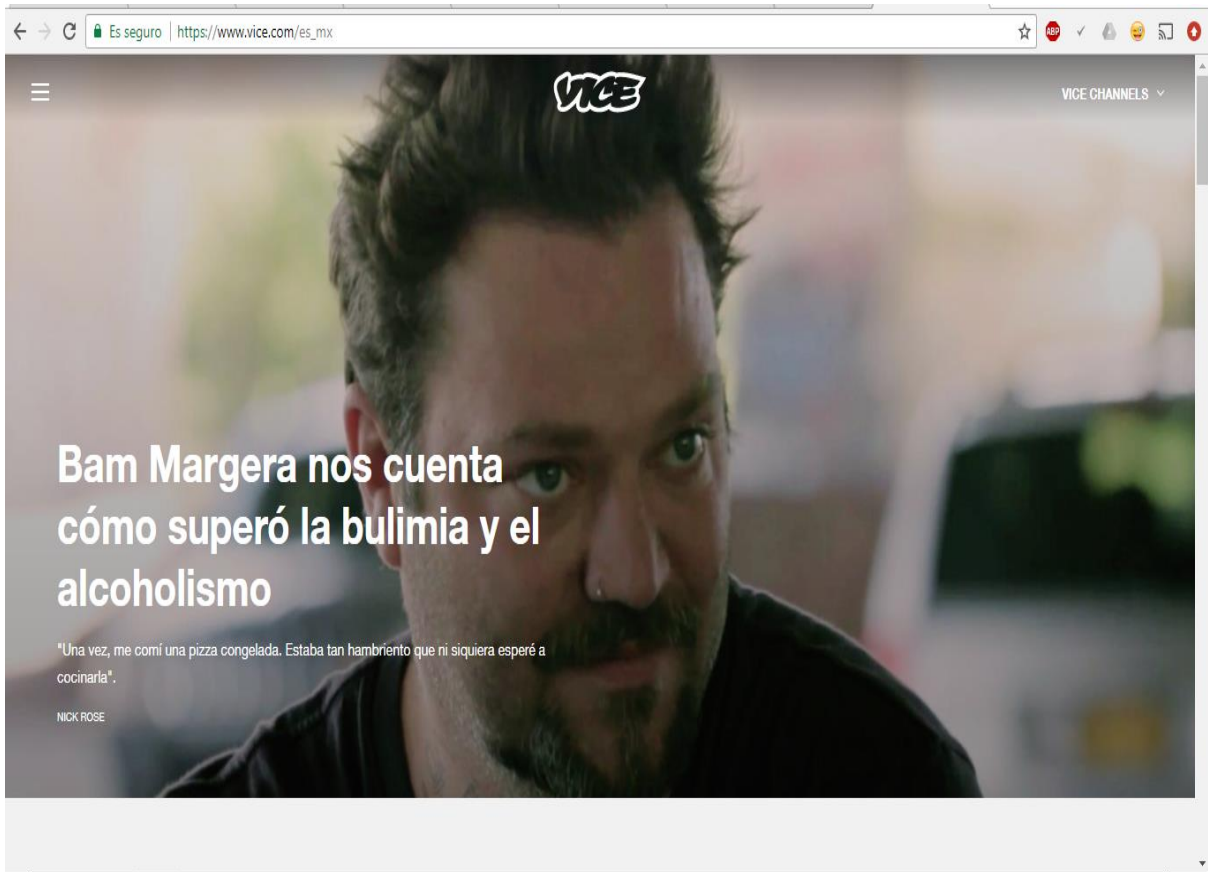 Es seguro | https://www.vice.com/es_mx
ABP
VICE
VICE CHANNELS
Bam Margera nos cuenta
cómo superó la bulimia y el
alcoholismo
"Una vez, me comí una pizza congelada. Estaba tan hambriento que ni siquiera esperé a
cocinarla".
NICK ROSE